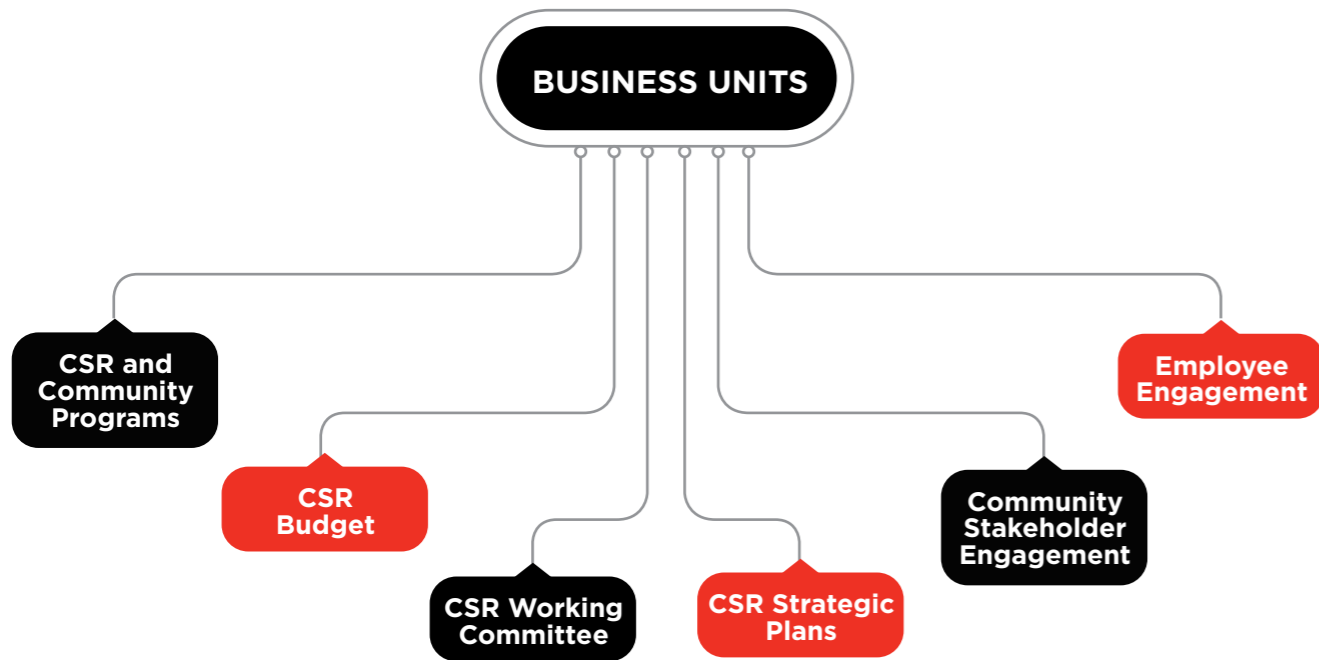 BUSINESS UNITS
CSR and
Community
Programs
CSR
Budget
CSR Working
Committee
CSR Strategic
Plans
Community
Stakeholder
Engagement
Employee
Engagement